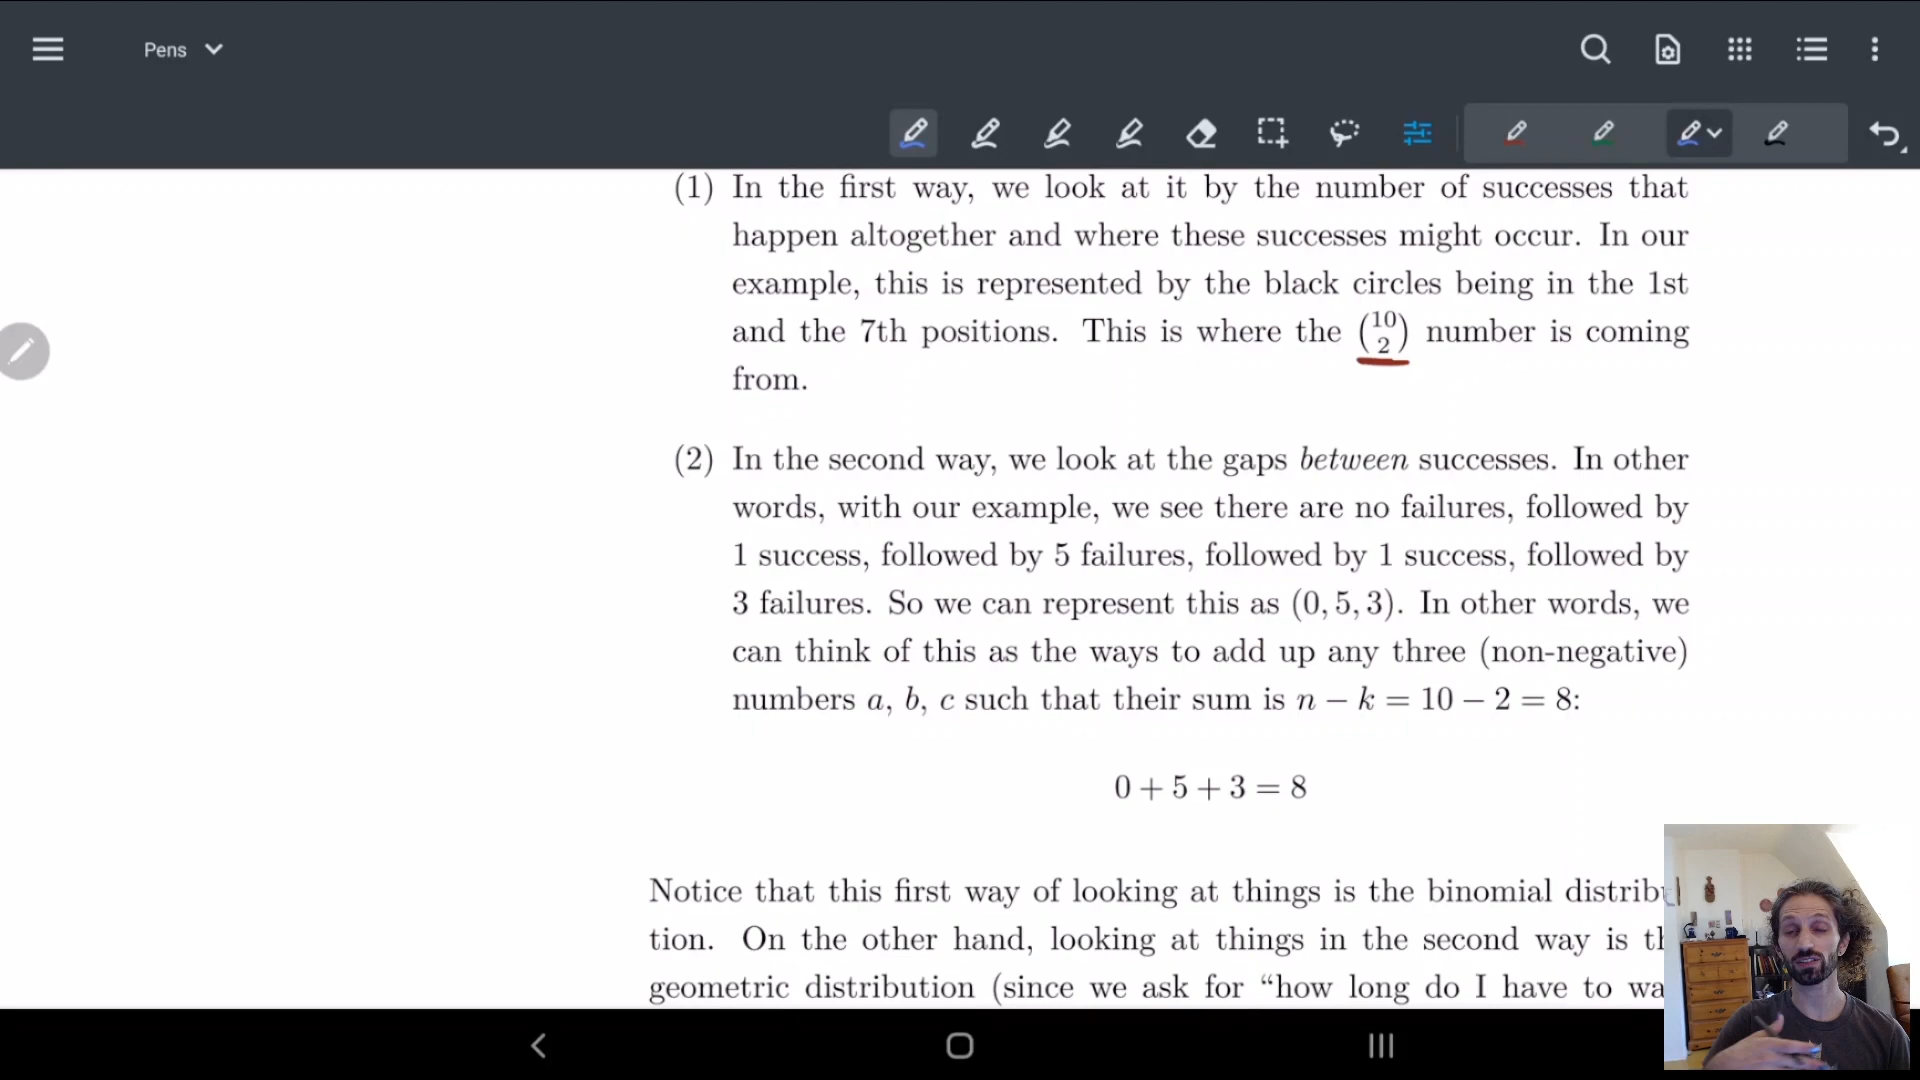 Pens
(1) In the first way, we look at it by the number of successes that
happen altogether and where these successes might occur. In our
example, this is represented by the black circles being in the 1st
and the 7th positions. This is where the (10 2) number is coming
from.
(2) In the second way, we look at the gaps between successes. In other
words, with our example, we see there are no failures, followed by
1 success, followed by 5 failures, followed by 1 success, followed by
3 failures. So we can represent this as (0, 5, 3). In other words, we
can think of this as the ways to add up any three (non-negative)
numbers a, b, c such that their sum is n − k = 10 − 2 = 8:
0 + 5 + 3 = 8
Notice that this first way of looking at things is the binomial distribu
tion. On the other hand, looking at things in the second way is th
geometric distribution (since we ask for “how long do I have to wa